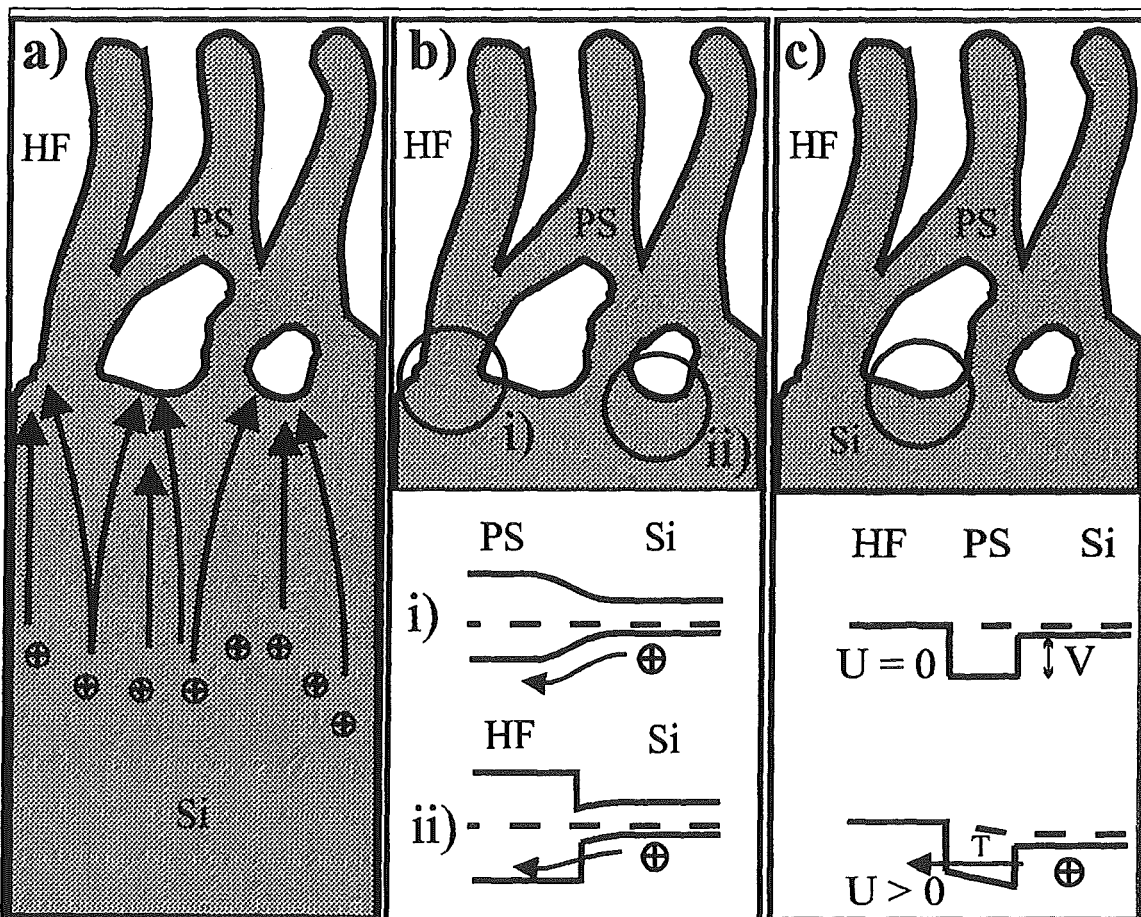 a)
HF
PS
Si
b)
HF
PS
i)
ii)
PS Si
i)
HF Si
ii)
c)
HF
PS
Si
HF PS Si
U = 0
V
T
U > 0